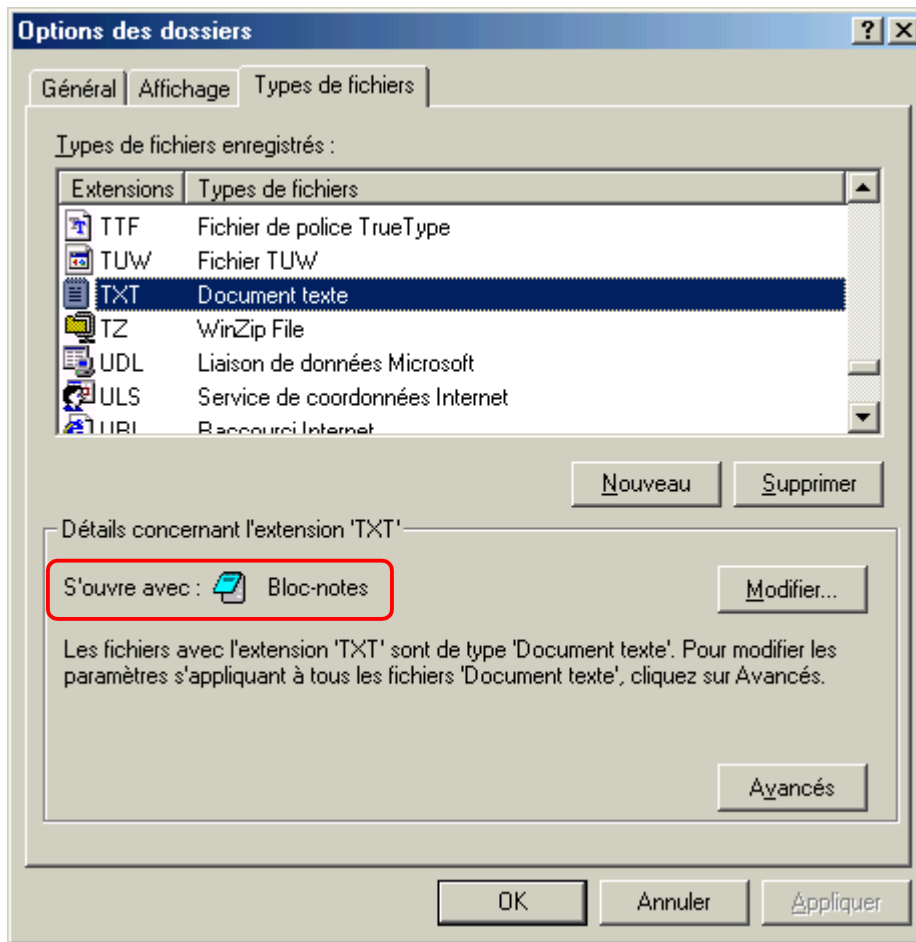 Options des dossiers
Général Affichage Types de fichiers
Types de fichiers enregistrés :
Extensions Types de fichiers
TTF Fichier de police TrueType
TUW Fichier TUW
TXT Document texte
TZ WinZip File
UDL Liaison de données Microsoft
ULS Service de coordonnées Internet
URL Raccourci Internet
Nouveau Supprimer
Détails concernant l'extension 'TXT'
S'ouvre avec : Bloc-notes Modifier...
Les fichiers avec l'extension 'TXT' sont de type 'Document texte'. Pour modifier les
paramètres s'appliquant à tous les fichiers 'Document texte', cliquez sur Avancés.
Avancés
OK Annuler Appliquer